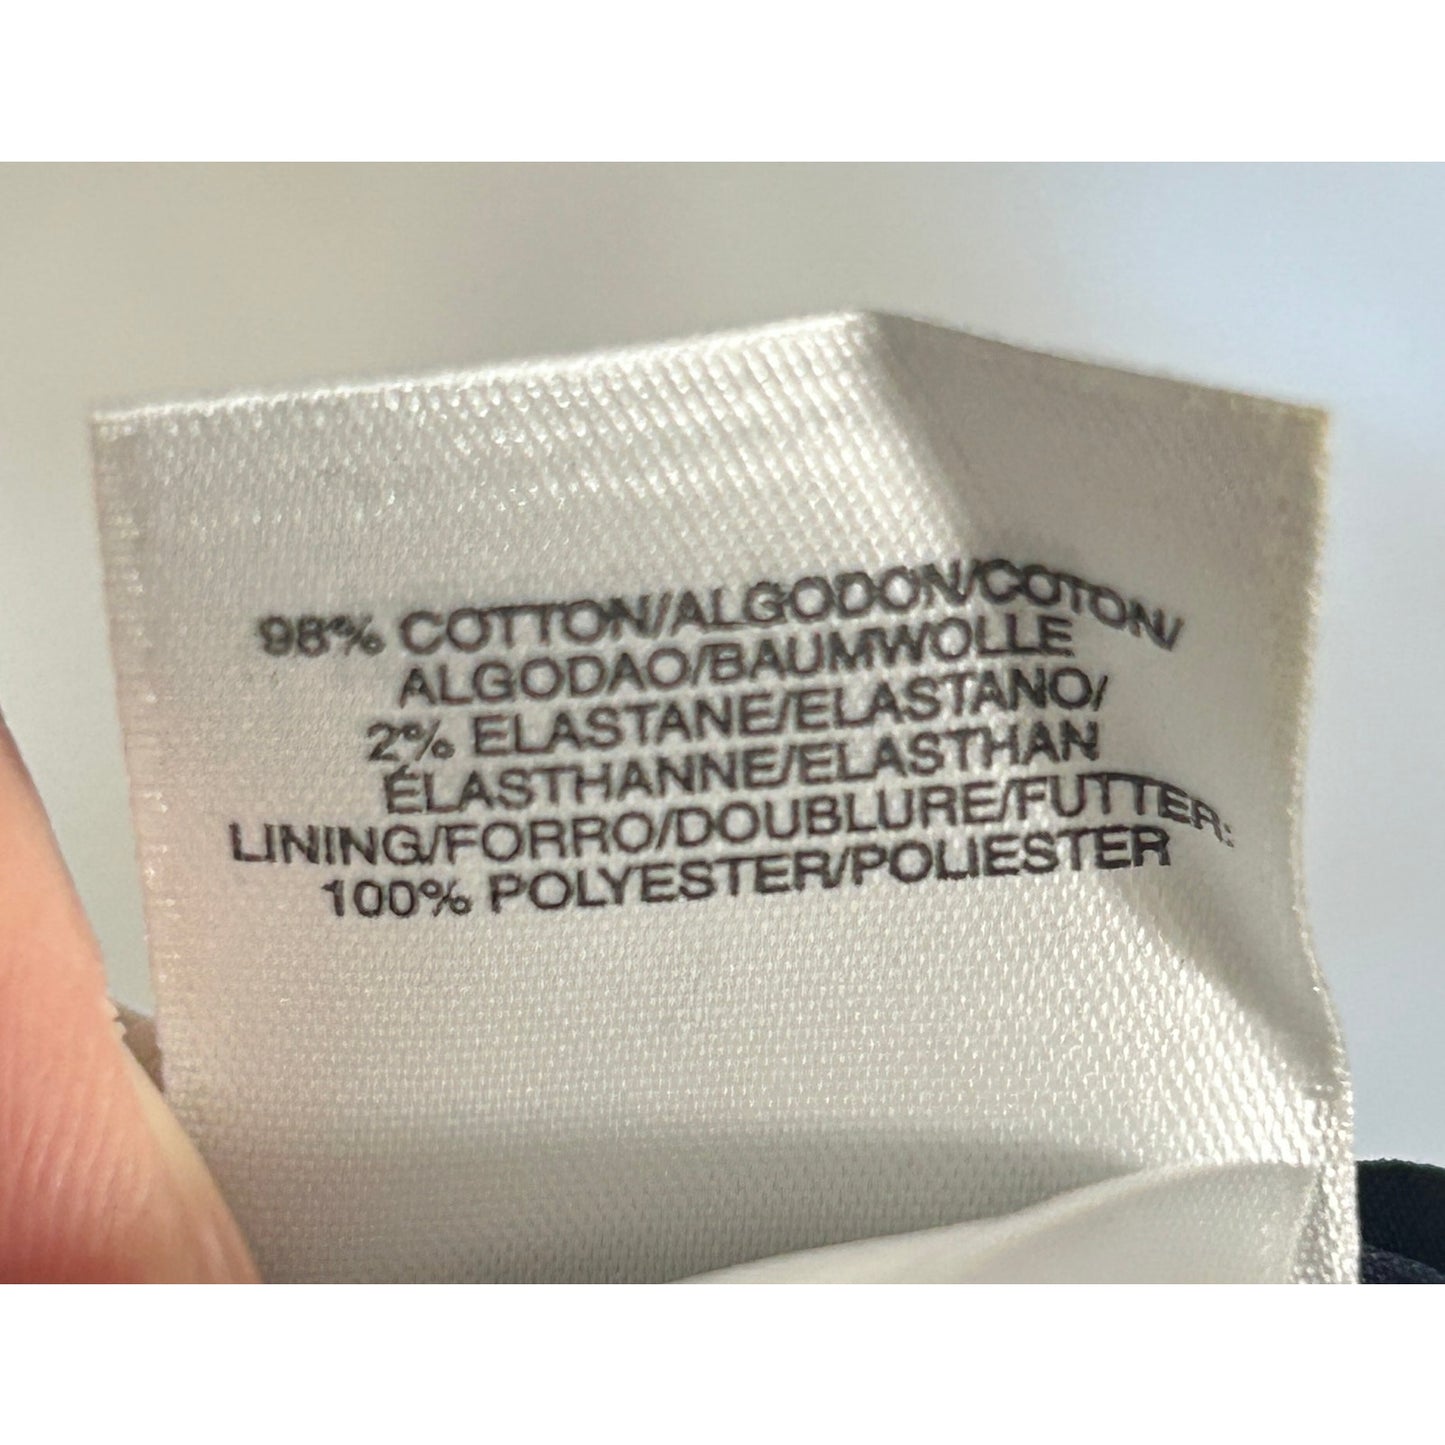 98% COTTON/ALGODON/COTON/
ALGODAO/BAUMWOLLE
2% ELASTANE/ELASTANO/
ÉLASTHANNE/ELASTHAN
LINING/FORRO/DOUBLURE/FUTTER:
100% POLYESTER/POLIESTER